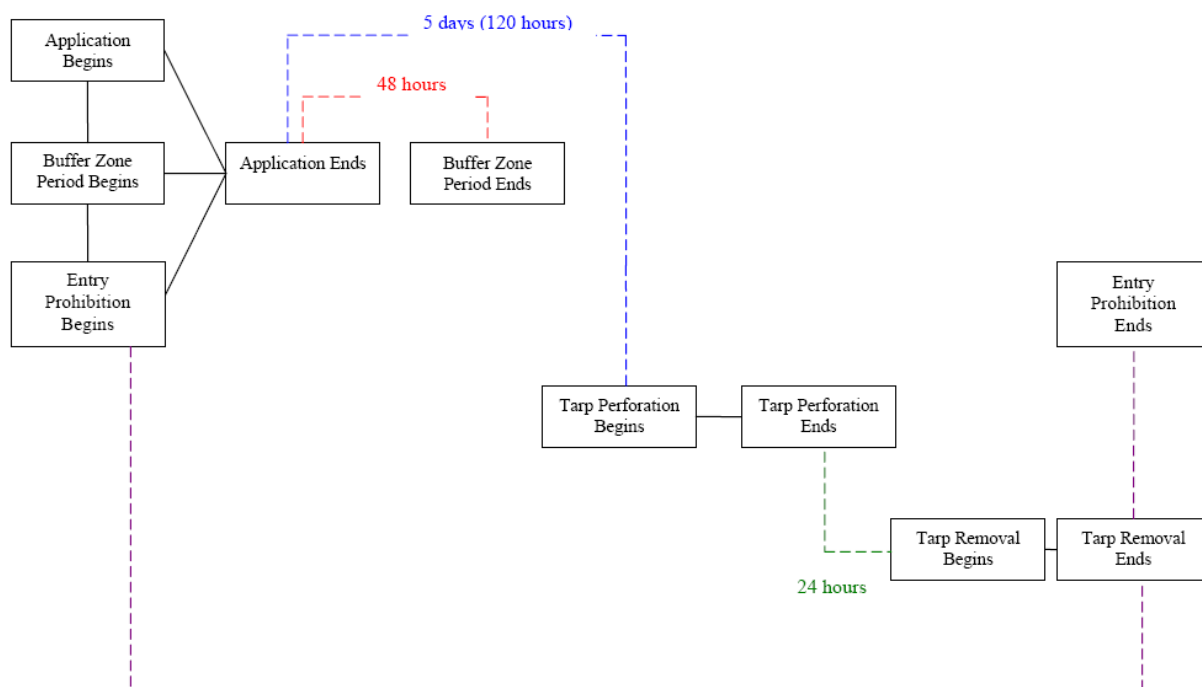 5 days (120 hours)
Application
Begins
48 hours
Buffer Zone
Period Begins
Application Ends
Buffer Zone
Period Ends
Entry
Prohibition
Begins
Entry
Prohibition
Ends
Tarp Perforation
Begins
Tarp Perforation
Ends
Tarp Removal
Begins
Tarp Removal
Ends
24 hours